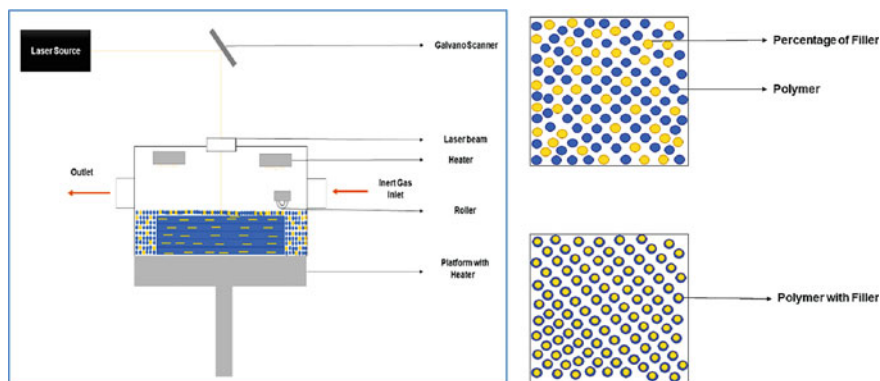 Laser Source
Galvano Scanner
Laser beam
Heater
Outlet
Inert Gas
Inlet
Roller
Platform with
Heater
Percentage of Filler
Polymer
Polymer with Filler